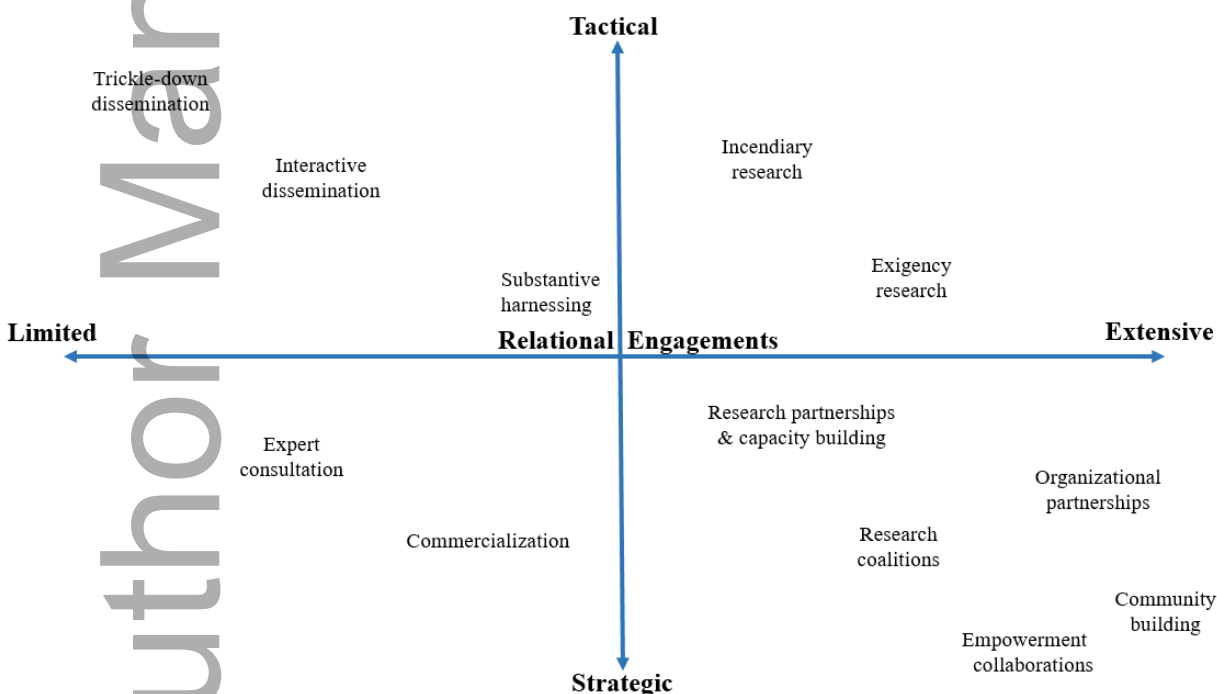 Tactical
Trickle-down
dissemination
Interactive
dissemination
Incendiary
research
Substantive
harnessing
Exigency
research
Limited
Relational Engagements
Extensive
Expert
consultation
Research partnerships
& capacity building
Organizational
partnerships
Commercialization
Research
coalitions
Community
building
Empowerment
collaborations
Strategic
uthor Man